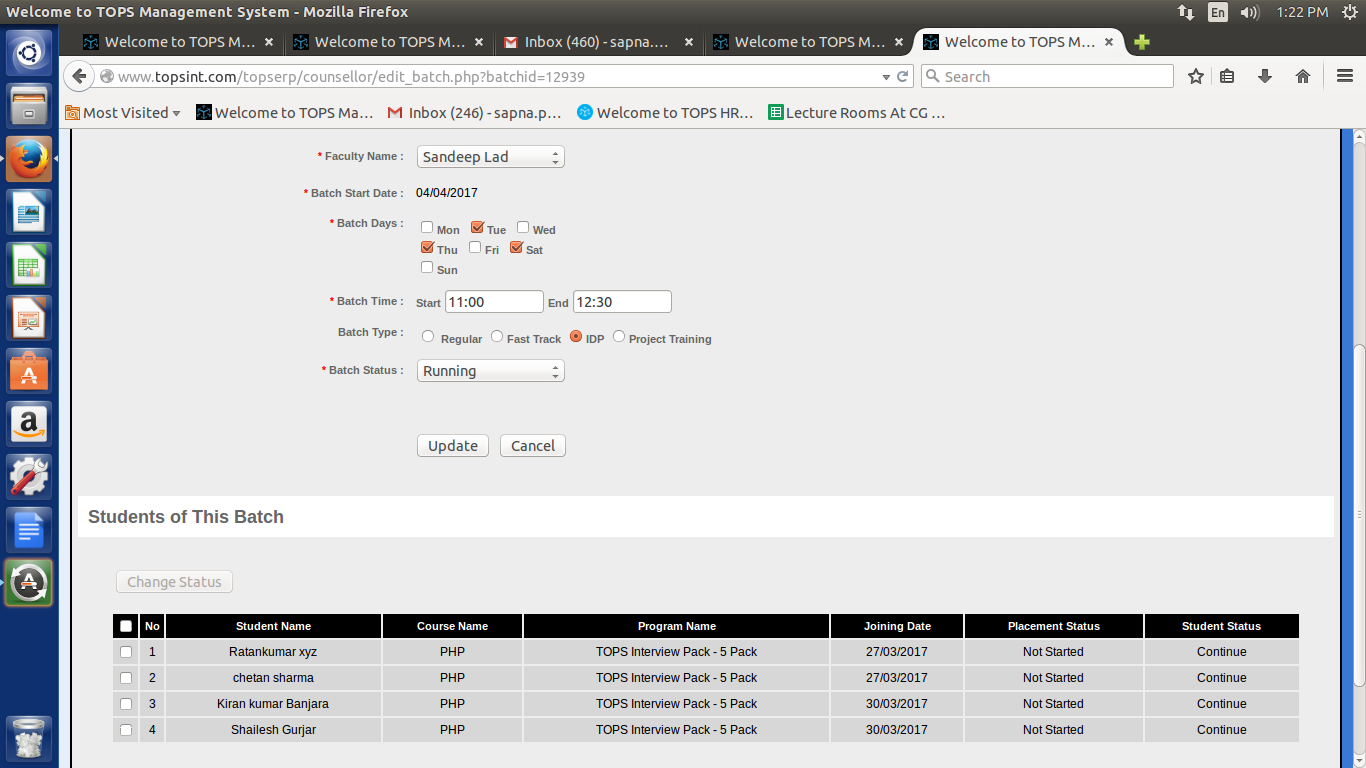 Welcome to TOPS Management System - Mozilla Firefox
En
1:22 PM
Welcome to TOPS M...
Welcome to TOPS M...
Inbox (460) - sapna....
Welcome to TOPS M...
Welcome to TOPS M...
www.topsint.com/topserp/counsellor/edit_batch.php?batchid=12939
Search
Most Visited
Welcome to TOPS Ma...
Inbox (246) - sapna.p...
Welcome to TOPS HR...
Lecture Rooms At CG ...
* Faculty Name : Sandeep Lad
* Batch Start Date : 04/04/2017
* Batch Days : Mon Tue Wed
Thu Fri Sat
Sun
* Batch Time : Start 11:00 End 12:30
Batch Type : Regular Fast Track IDP Project Training
* Batch Status : Running
Update Cancel
Students of This Batch
Change Status
No Student Name Course Name Program Name Joining Date Placement Status Student Status
1 Ratankumar xyz PHP TOPS Interview Pack - 5 Pack 27/03/2017 Not Started Continue
2 chetan sharma PHP TOPS Interview Pack - 5 Pack 27/03/2017 Not Started Continue
3 Kiran kumar Banjara PHP TOPS Interview Pack - 5 Pack 30/03/2017 Not Started Continue
4 Shailesh Gurjar PHP TOPS Interview Pack - 5 Pack 30/03/2017 Not Started Continue